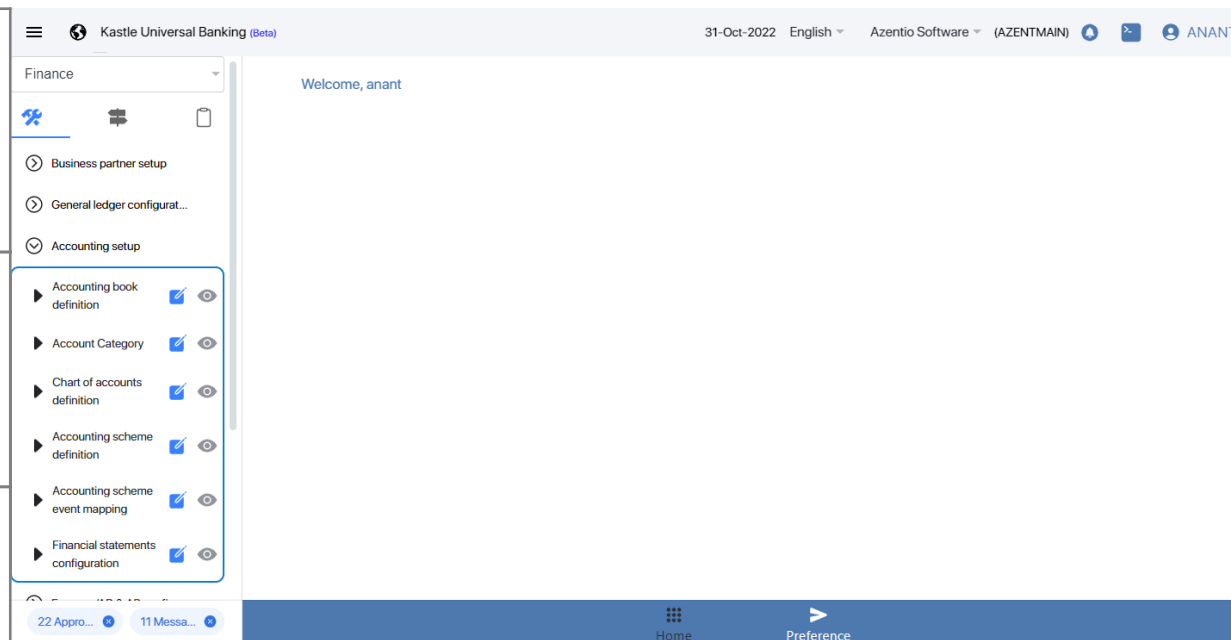 Kastle Universal Banking (Beta)
31-Oct-2022 English Azentio Software (AZENTMAIN) ANANT
Finance
Welcome, anant
Business partner setup
General ledger configurat...
Accounting setup
Accounting book
definition
Account Category
Chart of accounts
definition
Accounting scheme
definition
Accounting scheme
event mapping
Financial statements
configuration
22 Appro... 11 Messa...
Home Preference